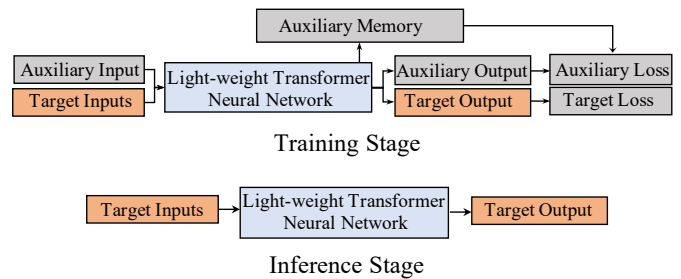 Auxiliary Memory
Auxiliary Input
Light-weight Transformer
Neural Network
Auxiliary Output
Auxiliary Loss
Target Inputs
Target Output
Target Loss
Training Stage
Target Inputs
Light-weight Transformer
Neural Network
Target Output
Inference Stage